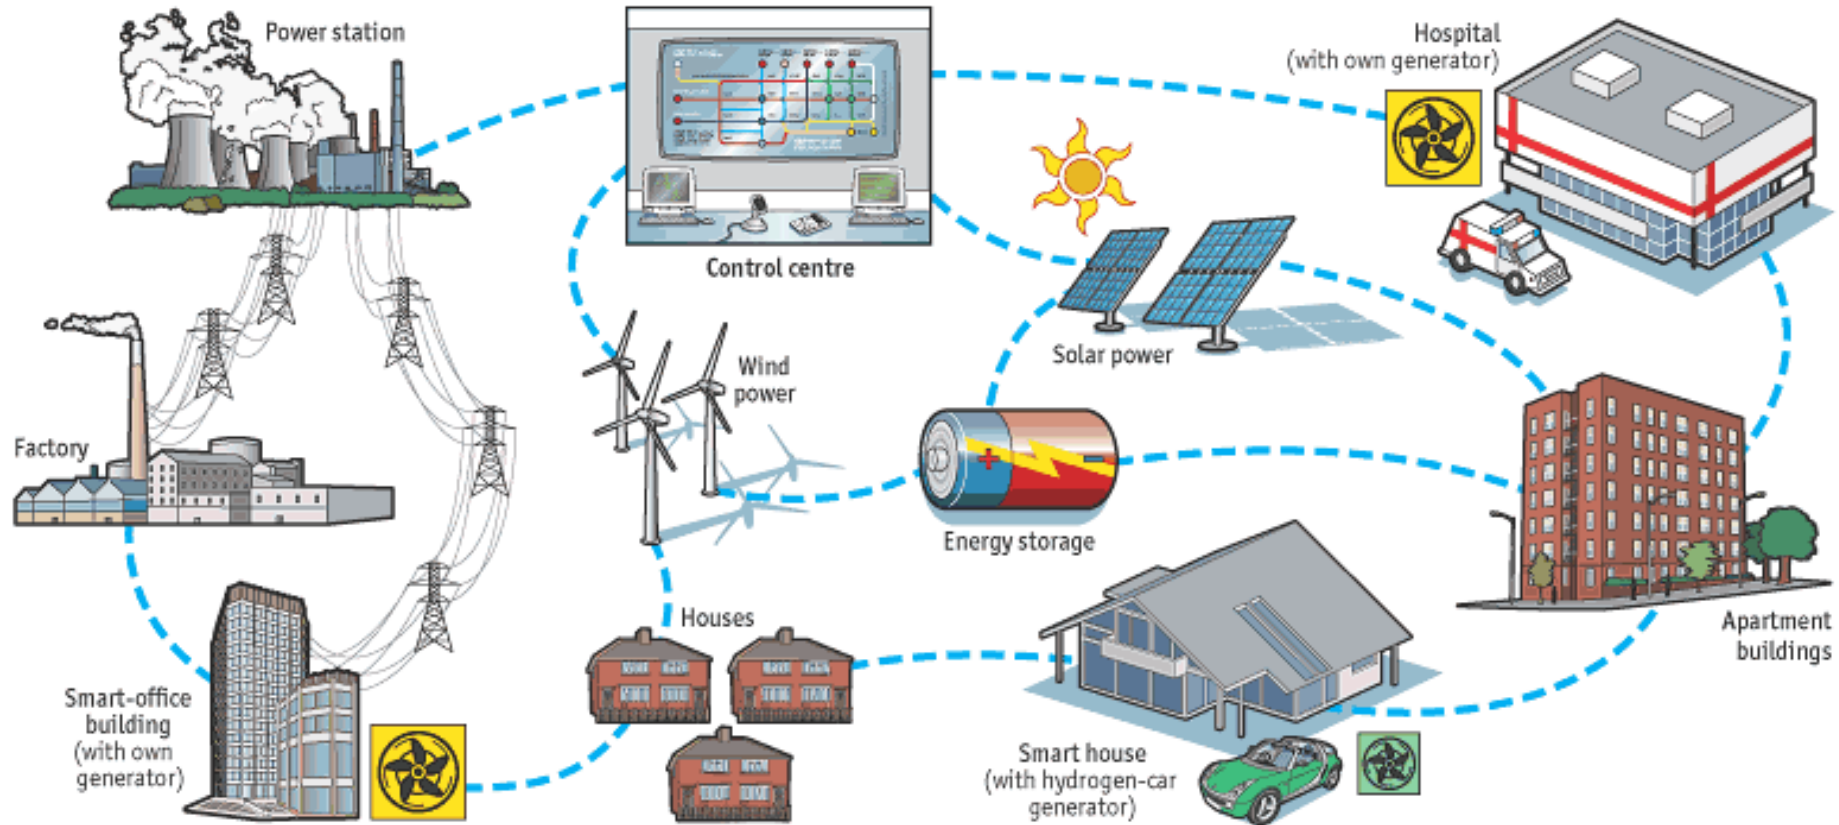 Power station
Hospital
(with own generator)
Control centre
Solar power
Wind
power
Factory
Energy storage
Houses
Apartment
buildings
Smart-office
building
(with own
generator)
Smart house
(with hydrogen-car
generator)